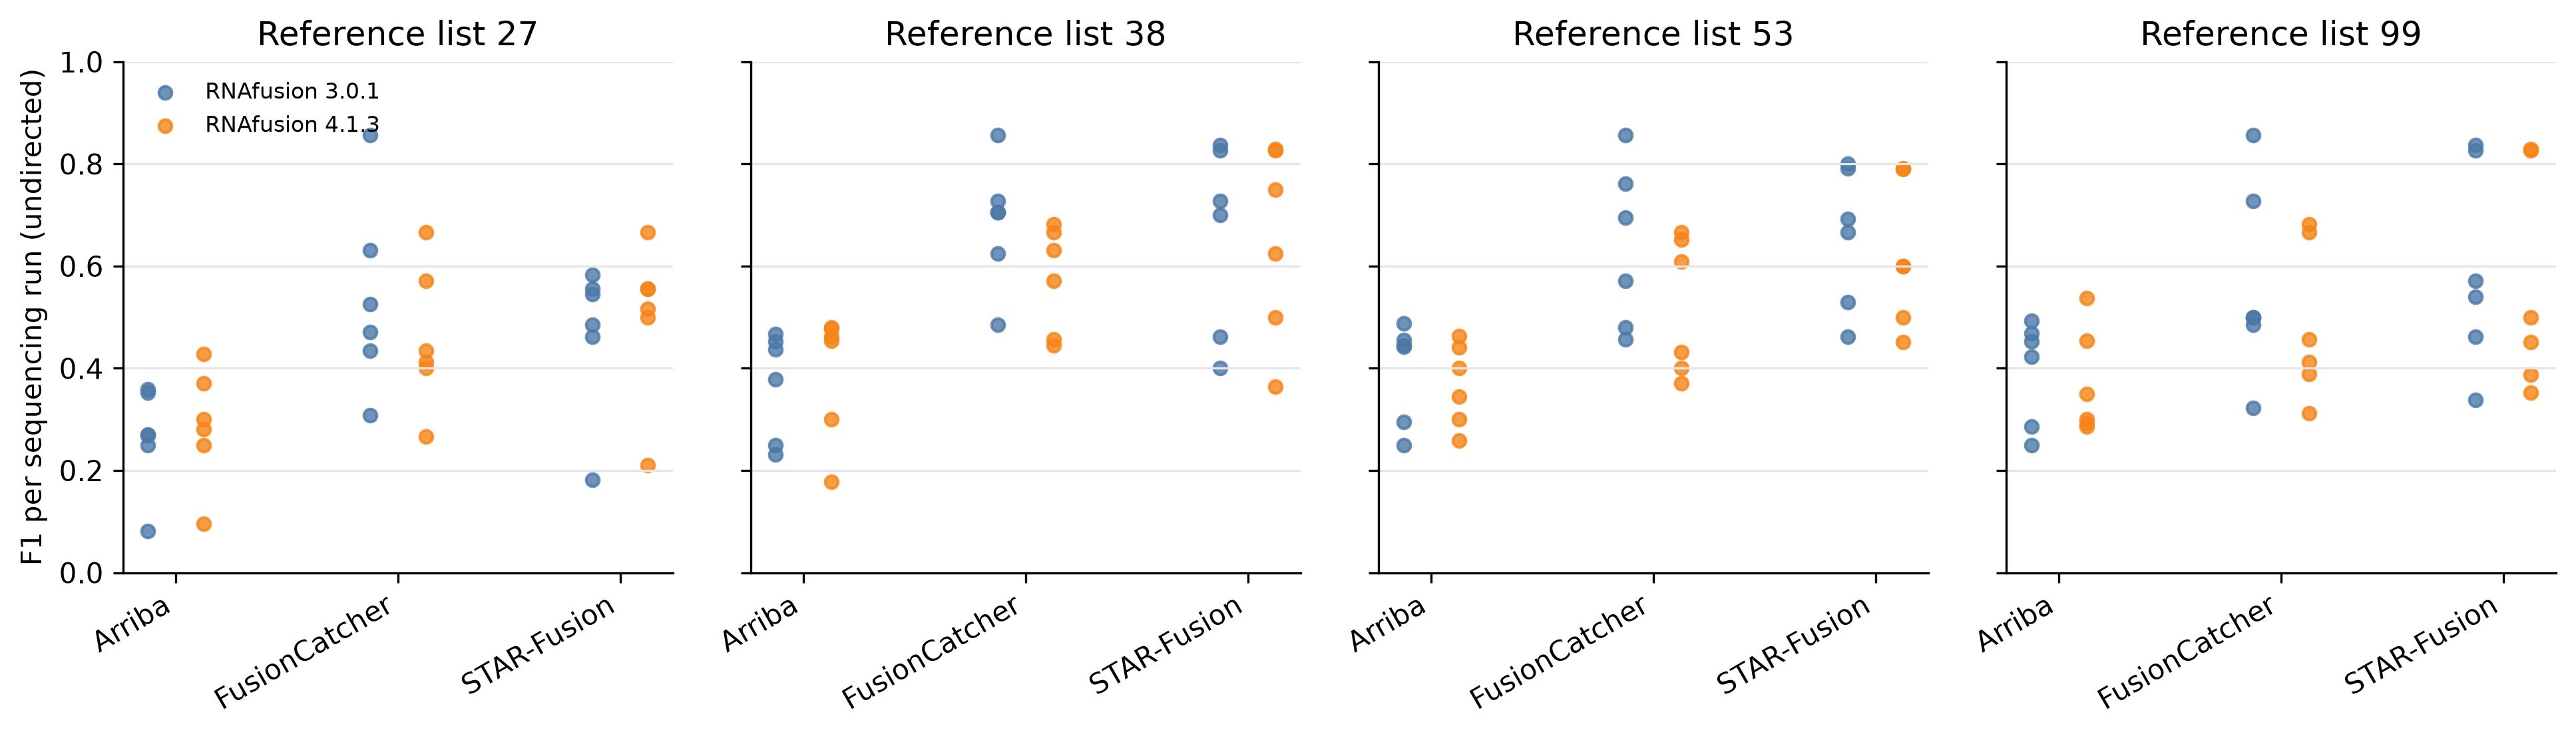 Reference list 27
Reference list 38
Reference list 53
Reference list 99
F1 per sequencing run (undirected)
1.0
0.8
0.6
0.4
0.2
0.0
RNAfusion 3.0.1
RNAfusion 4.1.3
Arriba
FusionCatcher
STAR-Fusion
Arriba
FusionCatcher
STAR-Fusion
Arriba
FusionCatcher
STAR-Fusion
Arriba
FusionCatcher
STAR-Fusion